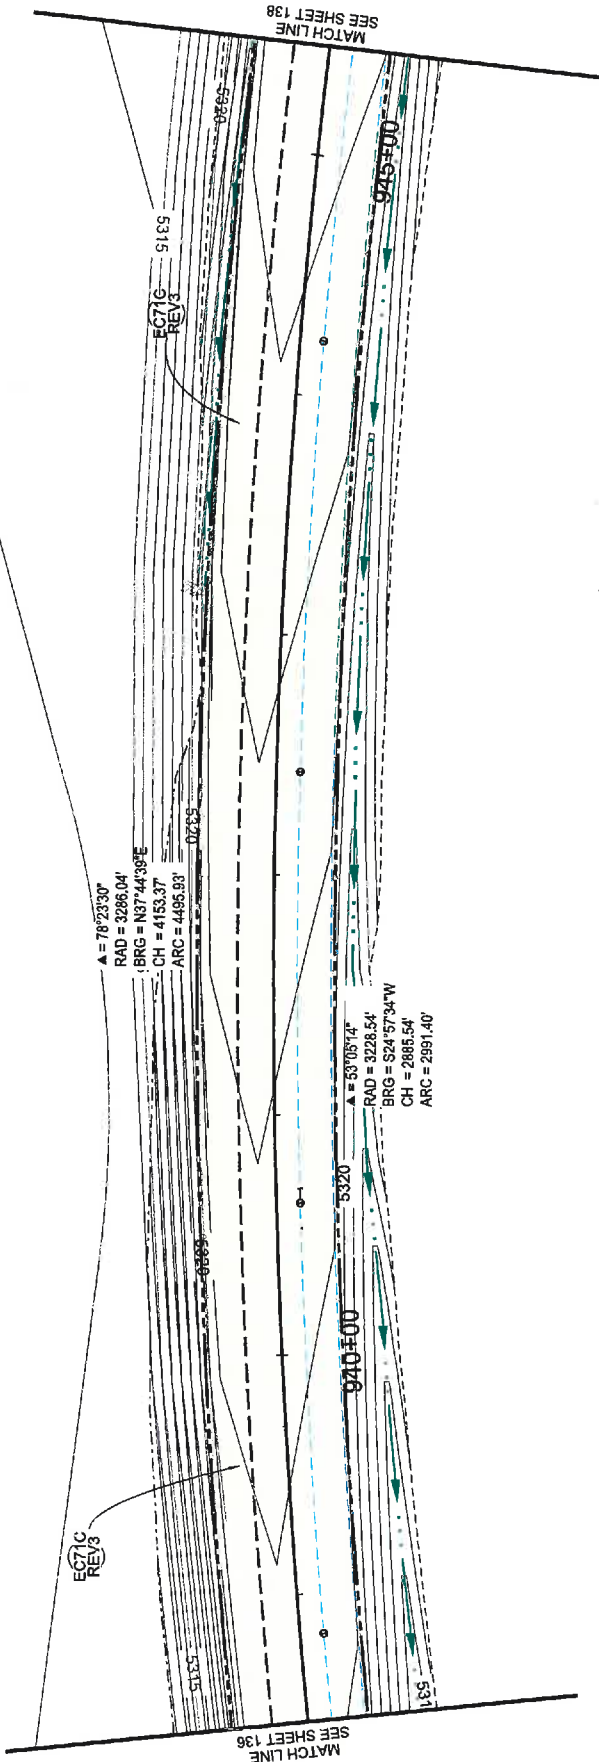 MATCH LINE
SEE SHEET 138
5320
945+00
5315
EC71C
REV3
5320
▲ = 78°23'30"
RAD = 3286.04'
BRG = N37°44'39"E
CH = 4153.37'
ARC = 4495.93'
▲ = 53°05'14"
RAD = 3228.54'
BRG = S24°57'34"W
CH = 2885.54'
ARC = 2991.40'
5320
5320
940+00
EC71C
REV3
5315
531
MATCH LINE
SEE SHEET 136